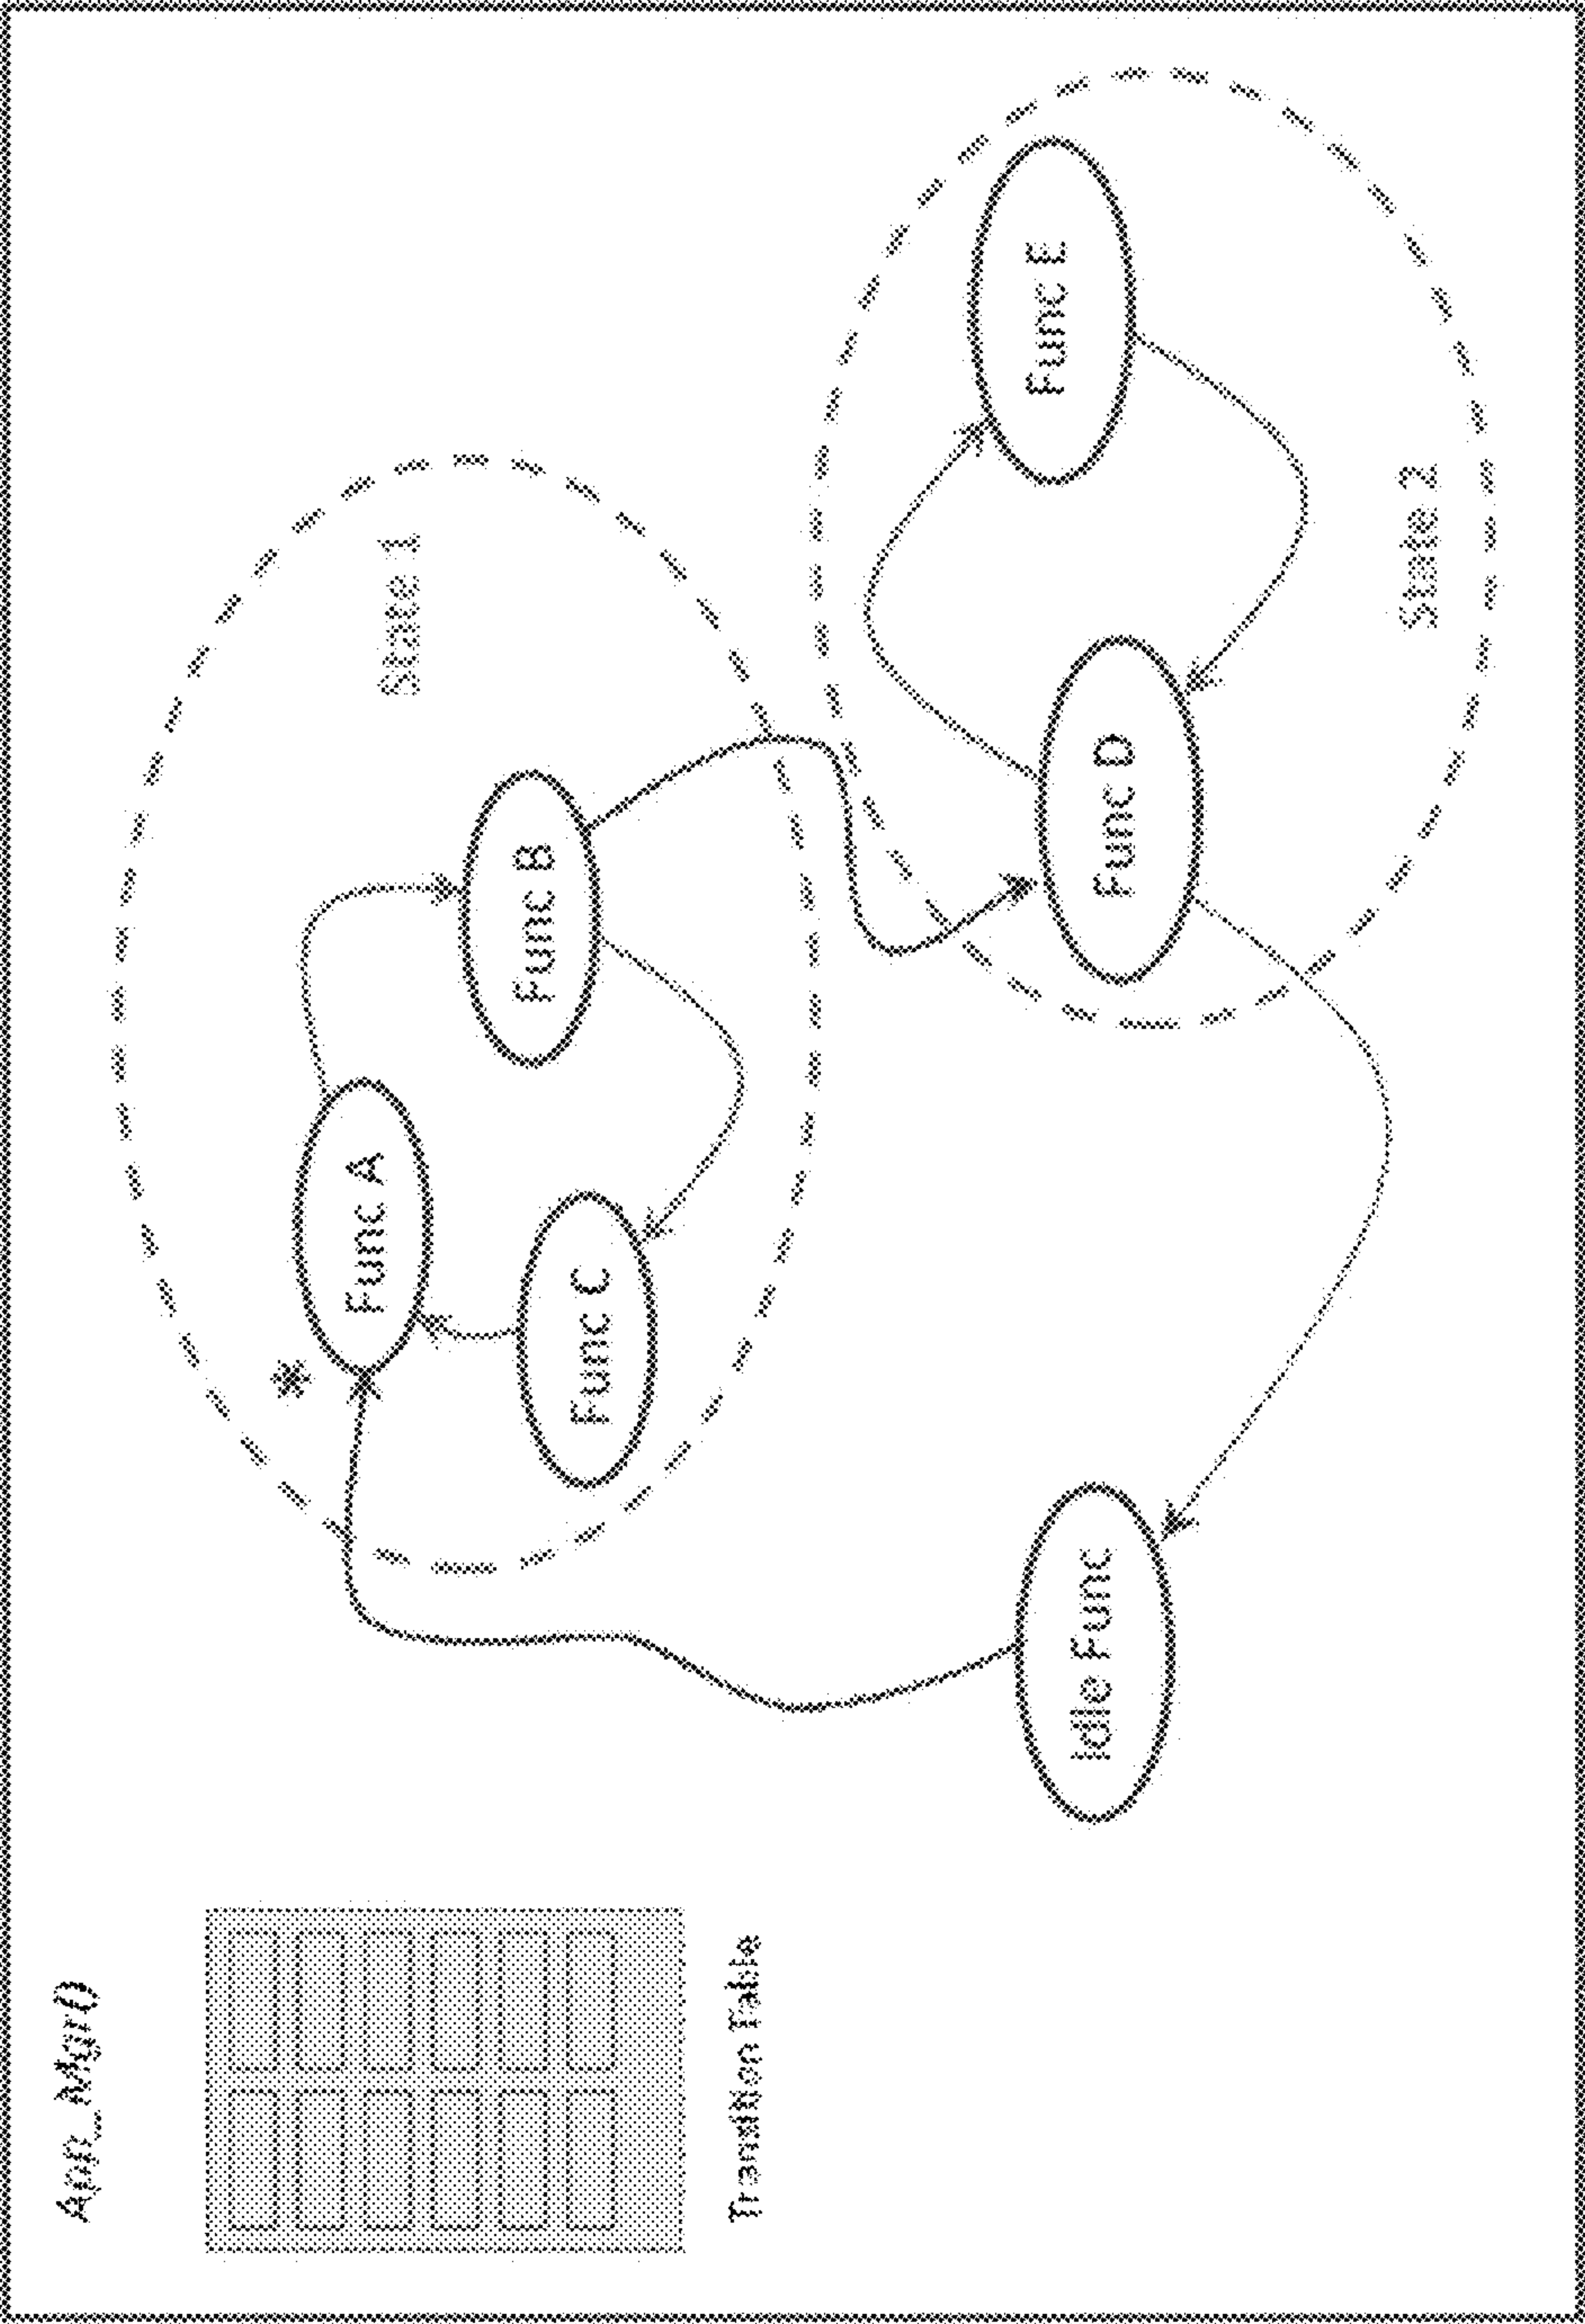 App_Mgr()
Transition Table
State 1
*
Func A
Func B
Func C
Idle Func
Func D
Func E
State 2